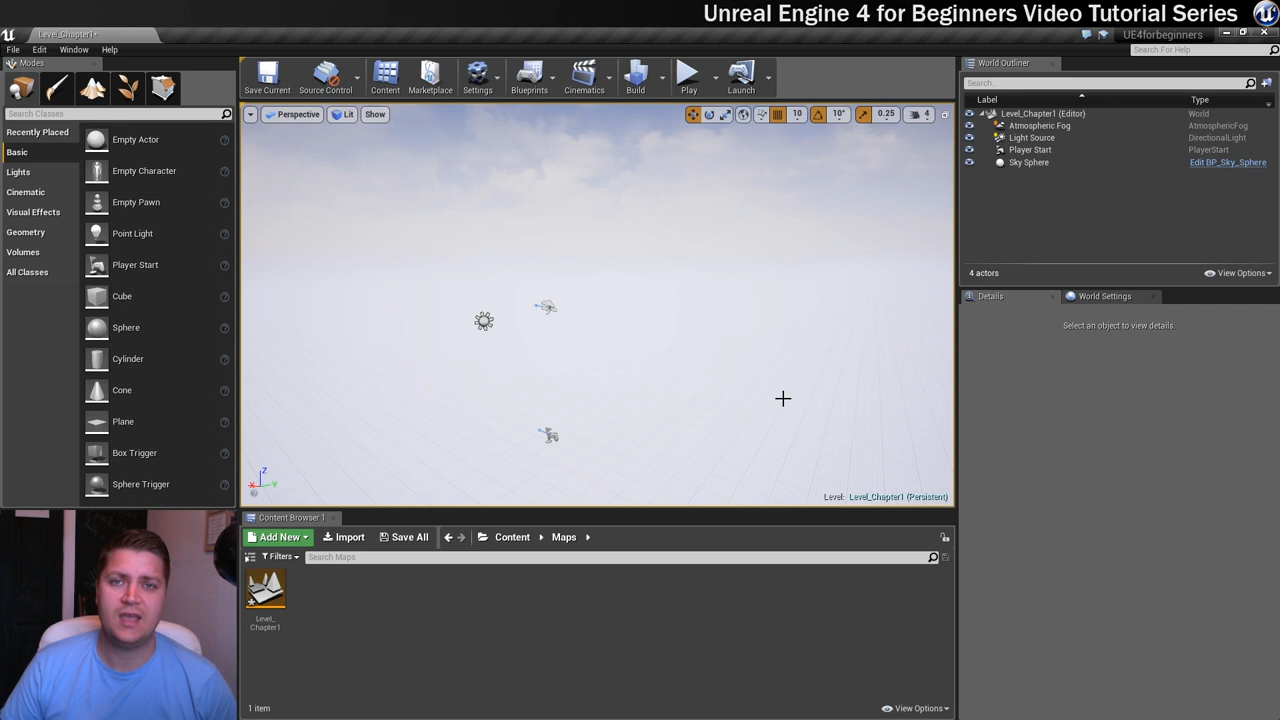 Unreal Engine 4 for Beginners Video Tutorial Series
Level_Chapter1*
UE4forbeginners
File Edit Window Help
Search For Help
Modes
Search Classes
Recently Placed
Basic
Lights
Cinematic
Visual Effects
Geometry
Volumes
All Classes
Empty Actor
Empty Character
Empty Pawn
Point Light
Player Start
Cube
Sphere
Cylinder
Cone
Plane
Box Trigger
Sphere Trigger
Save Current Source Control Content Marketplace Settings Blueprints Cinematics Build Play Launch
Perspective Lit Show 10 10° 0.25 4
Z
X Y
Level: Level_Chapter1 (Persistent)
World Outliner
Search...
Label Type
Level_Chapter1 (Editor) World
Atmospheric Fog AtmosphericFog
Light Source DirectionalLight
Player Start PlayerStart
Sky Sphere Edit BP_Sky_Sphere
4 actors View Options
Details World Settings
Select an object to view details.
Content Browser 1
Add New Import Save All Content Maps
Filters Search Maps
Level_
Chapter1
1 item View Options